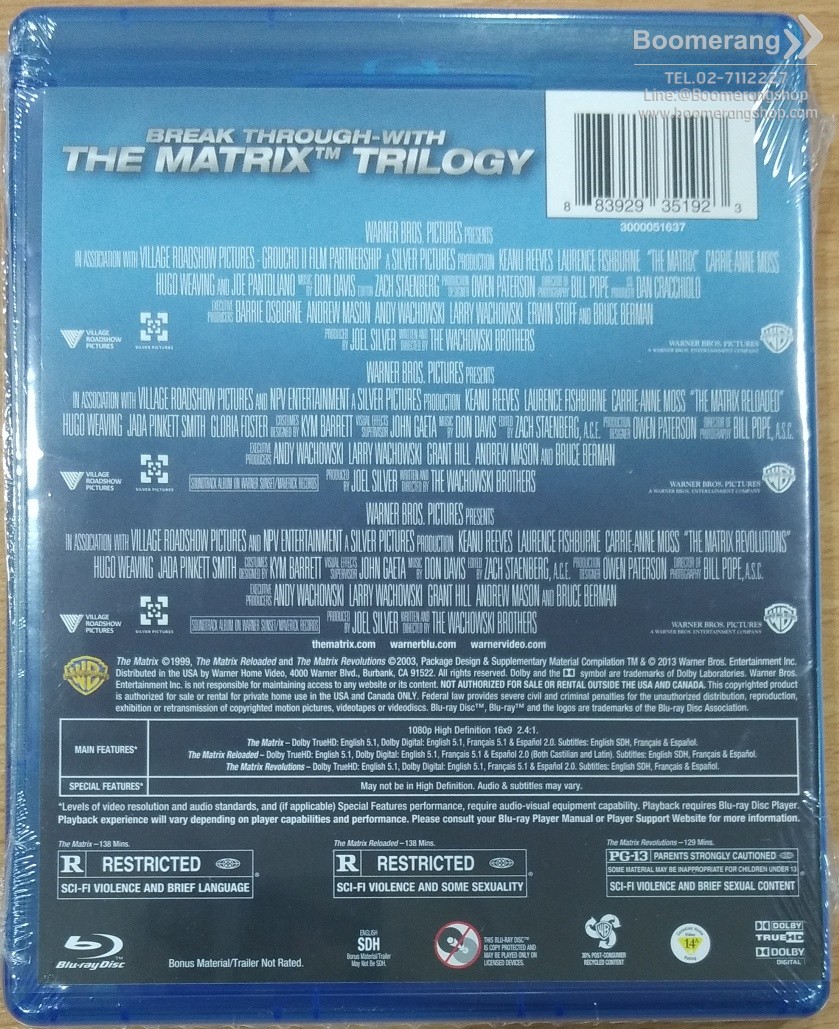 Boomerang
TEL.02-7112227
Line:@Boomerangshop
www.boomerangshop.com
BREAK THROUGH-WITH
THE MATRIX™ TRILOGY
8 83929 35192 3
3000051637
WARNER BROS. PICTURES PRESENTS
IN ASSOCIATION WITH VILLAGE ROADSHOW PICTURES - GROUCHO II FILM PARTNERSHIP A SILVER PICTURES PRODUCTION KEANU REEVES LAURENCE FISHBURNE "THE MATRIX" CARRIE-ANNE MOSS
HUGO WEAVING AND JOE PANTOLIANO MUSIC BY DON DAVIS EDITOR ZACH STAENBERG PRODUCTION DESIGNER OWEN PATERSON DIRECTOR OF PHOTOGRAPHY BILL POPE CO-PRODUCER DAN CRACCHIOLO
EXECUTIVE PRODUCERS BARRIE OSBORNE ANDREW MASON ANDY WACHOWSKI LARRY WACHOWSKI ERWIN STOFF AND BRUCE BERMAN
PRODUCED BY JOEL SILVER WRITTEN AND DIRECTED BY THE WACHOWSKI BROTHERS
VILLAGE ROADSHOW PICTURES
SILVER PICTURES
WARNER BROS. PICTURES
A WARNER BROS. ENTERTAINMENT COMPANY
WARNER BROS. PICTURES PRESENTS
IN ASSOCIATION WITH VILLAGE ROADSHOW PICTURES AND NPV ENTERTAINMENT A SILVER PICTURES PRODUCTION KEANU REEVES LAURENCE FISHBURNE CARRIE-ANNE MOSS "THE MATRIX RELOADED"
HUGO WEAVING JADA PINKETT SMITH GLORIA FOSTER COSTUMES DESIGNED BY KYM BARRETT VISUAL EFFECTS SUPERVISOR JOHN GAETA MUSIC BY DON DAVIS EDITED BY ZACH STAENBERG, A.C.E. PRODUCTION DESIGNER OWEN PATERSON DIRECTOR OF PHOTOGRAPHY BILL POPE, A.S.C.
EXECUTIVE PRODUCERS ANDY WACHOWSKI LARRY WACHOWSKI GRANT HILL ANDREW MASON AND BRUCE BERMAN
SOUNDTRACK ALBUM ON WARNER SUNSET/MAVERICK RECORDS PRODUCED BY JOEL SILVER WRITTEN AND DIRECTED BY THE WACHOWSKI BROTHERS
VILLAGE ROADSHOW PICTURES
SILVER PICTURES
WARNER BROS. PICTURES
A WARNER BROS. ENTERTAINMENT COMPANY
WARNER BROS. PICTURES PRESENTS
IN ASSOCIATION WITH VILLAGE ROADSHOW PICTURES AND NPV ENTERTAINMENT A SILVER PICTURES PRODUCTION KEANU REEVES LAURENCE FISHBURNE CARRIE-ANNE MOSS "THE MATRIX REVOLUTIONS"
HUGO WEAVING JADA PINKETT SMITH COSTUMES DESIGNED BY KYM BARRETT VISUAL EFFECTS SUPERVISOR JOHN GAETA MUSIC BY DON DAVIS EDITED BY ZACH STAENBERG, A.C.E. PRODUCTION DESIGNER OWEN PATERSON DIRECTOR OF PHOTOGRAPHY BILL POPE, A.S.C.
EXECUTIVE PRODUCERS ANDY WACHOWSKI LARRY WACHOWSKI GRANT HILL ANDREW MASON AND BRUCE BERMAN
SOUNDTRACK ALBUM ON WARNER SUNSET/MAVERICK RECORDS PRODUCED BY JOEL SILVER WRITTEN AND DIRECTED BY THE WACHOWSKI BROTHERS
VILLAGE ROADSHOW PICTURES
SILVER PICTURES
WARNER BROS. PICTURES
A WARNER BROS. ENTERTAINMENT COMPANY
thematrix.com warnerblu.com warnervideo.com
The Matrix ©1999, The Matrix Reloaded and The Matrix Revolutions ©2003, Package Design & Supplementary Material Compilation TM & © 2013 Warner Bros. Entertainment Inc.
Distributed in the USA by Warner Home Video, 4000 Warner Blvd., Burbank, CA 91522. All rights reserved. Dolby and the DD symbol are trademarks of Dolby Laboratories. Warner Bros.
Entertainment Inc. is not responsible for maintaining access to any website or its content. NOT AUTHORIZED FOR SALE OR RENTAL OUTSIDE THE USA AND CANADA. This copyrighted product
is authorized for sale or rental for private home use in the USA and Canada ONLY. Federal law provides severe civil and criminal penalties for the unauthorized distribution, reproduction,
exhibition or retransmission of copyrighted motion pictures, videotapes or videodiscs. Blu-ray Disc™, Blu-ray™ and the logos are trademarks of the Blu-ray Disc Association.
MAIN FEATURES*
1080p High Definition 16x9 2.4:1.
The Matrix – Dolby TrueHD: English 5.1, Dolby Digital: English 5.1, Français 5.1 & Español 2.0. Subtitles: English SDH, Français & Español.
The Matrix Reloaded – Dolby TrueHD: English 5.1, Dolby Digital: English 5.1, Français 5.1 & Español 2.0 (Both Castilian and Latin). Subtitles: English SDH, Français & Español.
The Matrix Revolutions – Dolby TrueHD: English 5.1, Dolby Digital: English 5.1, Français 5.1 & Español 2.0. Subtitles: English SDH, Français & Español.
SPECIAL FEATURES* May not be in High Definition. Audio & subtitles may vary.
*Levels of video resolution and audio standards, and (if applicable) Special Features performance, require audio-visual equipment capability. Playback requires Blu-ray Disc Player.
Playback experience will vary depending on player capabilities and performance. Please consult your Blu-ray Player Manual or Player Support Website for more information.
The Matrix – 138 Mins.
R RESTRICTED
SCI-FI VIOLENCE AND BRIEF LANGUAGE
The Matrix Reloaded – 138 Mins.
R RESTRICTED
SCI-FI VIOLENCE AND SOME SEXUALITY
The Matrix Revolutions – 129 Mins.
PG-13 PARENTS STRONGLY CAUTIONED
SOME MATERIAL MAY BE INAPPROPRIATE FOR CHILDREN UNDER 13
SCI-FI VIOLENCE AND BRIEF SEXUAL CONTENT
Blu-ray Disc™
Bonus Material/Trailer Not Rated.
ENGLISH
SDH
Bonus Material/Trailer
May Not Be SDH.
THIS BLU-RAY DISC™
IS COPY PROTECTED AND
MAY BE PLAYED ONLY ON
LICENSED DEVICES.
30% POST-CONSUMER
RECYCLED CONTENT
14A
DOLBY
TRUEHD
DOLBY
DIGITAL